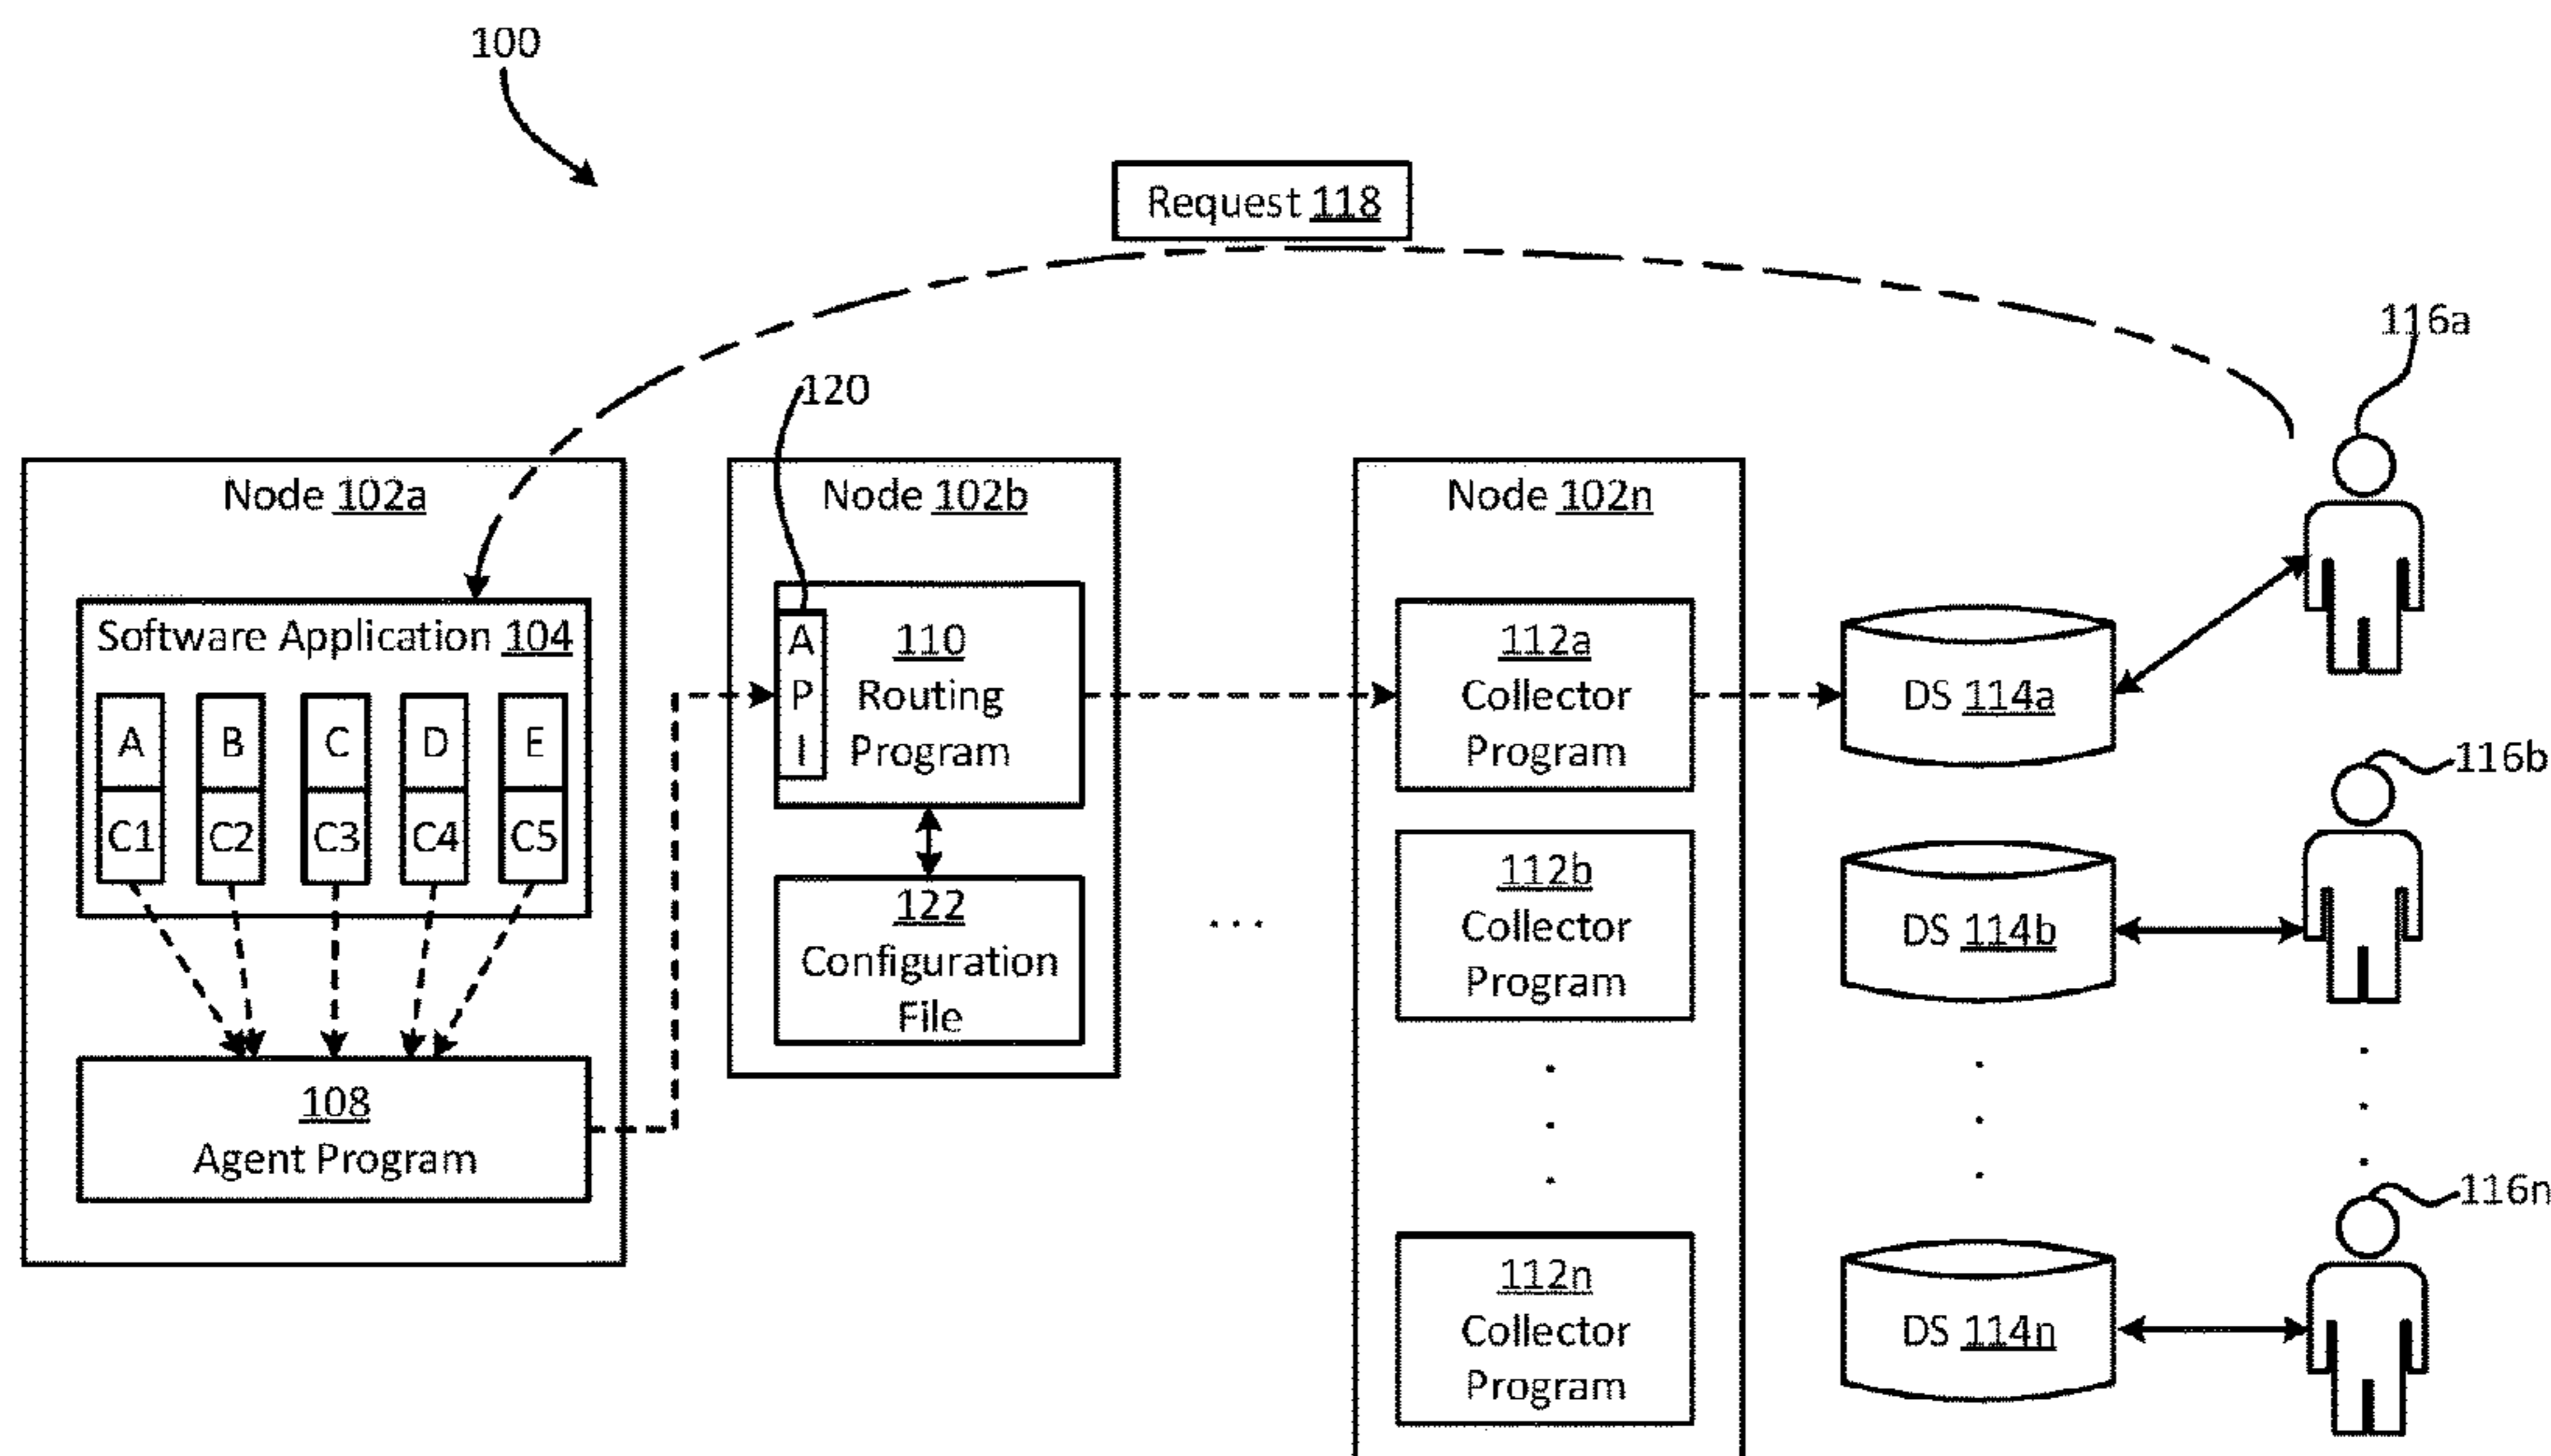 100
Request 118
116a
120
Node 102a
Node 102b
Node 102n
Software Application 104
A B C D E
C1 C2 C3 C4 C5
108
Agent Program
A
P
I
110
Routing
Program
122
Configuration
File
...
112a
Collector
Program
112b
Collector
Program
112n
Collector
Program
DS 114a
DS 114b
DS 114n
116b
116n